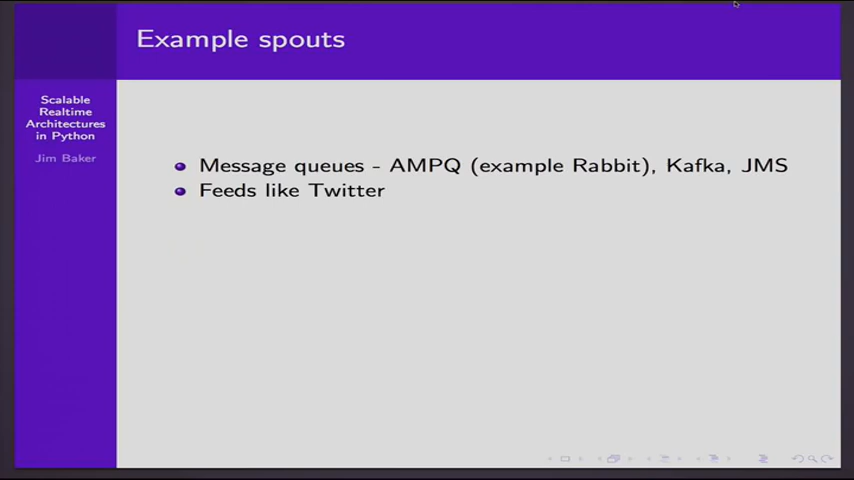 Example spouts
Scalable
Realtime
Architectures
in Python
Jim Baker
Message queues - AMPQ (example Rabbit), Kafka, JMS
Feeds like Twitter